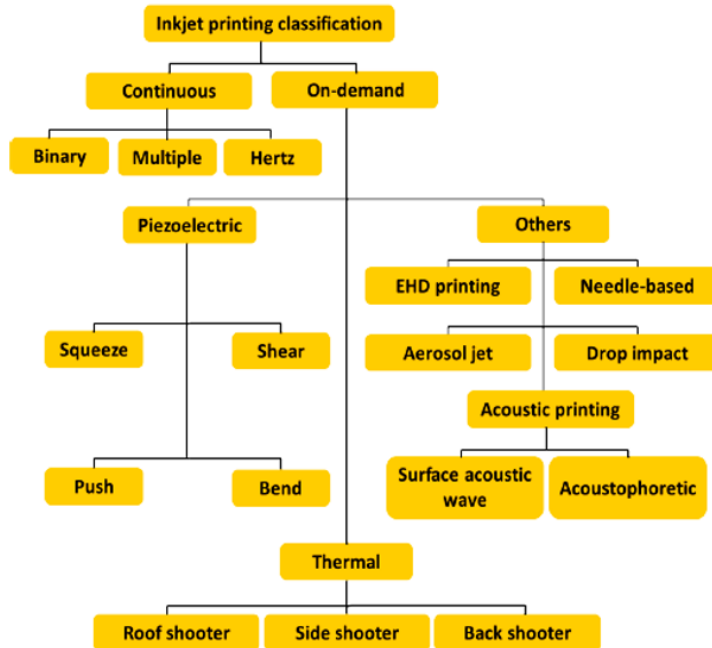 Inkjet printing classification
Continuous
On-demand
Binary
Multiple
Hertz
Piezoelectric
Others
EHD printing
Needle-based
Squeeze
Shear
Aerosol jet
Drop impact
Acoustic printing
Push
Bend
Surface acoustic
wave
Acoustophoretic
Thermal
Roof shooter
Side shooter
Back shooter